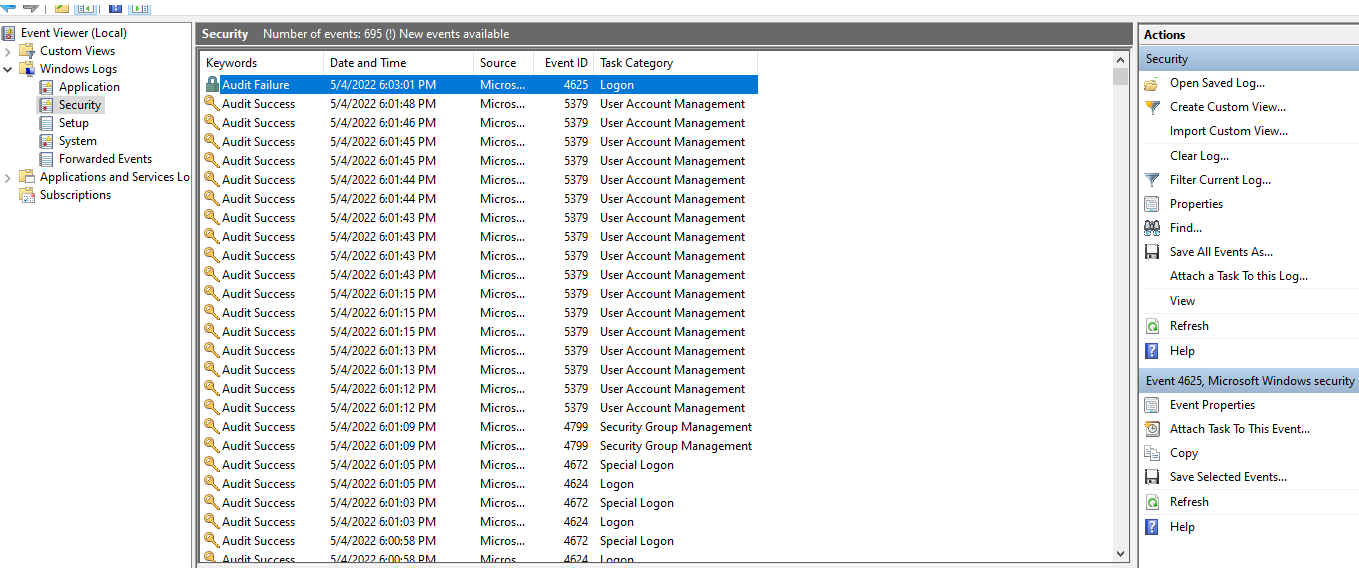 Event Viewer (Local)
Custom Views
Windows Logs
Application
Security
Setup
System
Forwarded Events
Applications and Services Lo
Subscriptions
Security Number of events: 695 (!) New events available
Keywords Date and Time Source Event ID Task Category
Audit Failure 5/4/2022 6:03:01 PM Micros... 4625 Logon
Audit Success 5/4/2022 6:01:48 PM Micros... 5379 User Account Management
Audit Success 5/4/2022 6:01:46 PM Micros... 5379 User Account Management
Audit Success 5/4/2022 6:01:45 PM Micros... 5379 User Account Management
Audit Success 5/4/2022 6:01:45 PM Micros... 5379 User Account Management
Audit Success 5/4/2022 6:01:44 PM Micros... 5379 User Account Management
Audit Success 5/4/2022 6:01:44 PM Micros... 5379 User Account Management
Audit Success 5/4/2022 6:01:43 PM Micros... 5379 User Account Management
Audit Success 5/4/2022 6:01:43 PM Micros... 5379 User Account Management
Audit Success 5/4/2022 6:01:43 PM Micros... 5379 User Account Management
Audit Success 5/4/2022 6:01:43 PM Micros... 5379 User Account Management
Audit Success 5/4/2022 6:01:15 PM Micros... 5379 User Account Management
Audit Success 5/4/2022 6:01:15 PM Micros... 5379 User Account Management
Audit Success 5/4/2022 6:01:15 PM Micros... 5379 User Account Management
Audit Success 5/4/2022 6:01:13 PM Micros... 5379 User Account Management
Audit Success 5/4/2022 6:01:13 PM Micros... 5379 User Account Management
Audit Success 5/4/2022 6:01:12 PM Micros... 5379 User Account Management
Audit Success 5/4/2022 6:01:12 PM Micros... 5379 User Account Management
Audit Success 5/4/2022 6:01:09 PM Micros... 4799 Security Group Management
Audit Success 5/4/2022 6:01:09 PM Micros... 4799 Security Group Management
Audit Success 5/4/2022 6:01:05 PM Micros... 4672 Special Logon
Audit Success 5/4/2022 6:01:05 PM Micros... 4624 Logon
Audit Success 5/4/2022 6:01:03 PM Micros... 4672 Special Logon
Audit Success 5/4/2022 6:01:03 PM Micros... 4624 Logon
Audit Success 5/4/2022 6:00:58 PM Micros... 4672 Special Logon
Audit Success 5/4/2022 6:00:58 PM Micros... 4624 Logon
Actions
Security
Open Saved Log...
Create Custom View...
Import Custom View...
Clear Log...
Filter Current Log...
Properties
Find...
Save All Events As...
Attach a Task To this Log...
View
Refresh
Help
Event 4625, Microsoft Windows security
Event Properties
Attach Task To This Event...
Copy
Save Selected Events...
Refresh
Help